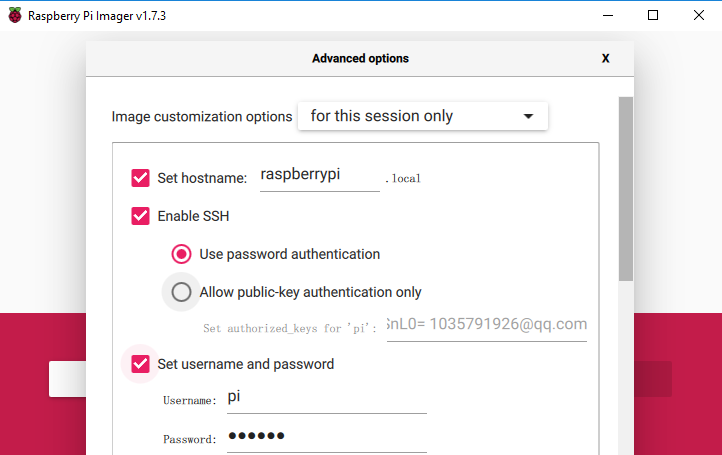 Raspberry Pi Imager v1.7.3
Advanced options X
Image customization options for this session only
Set hostname: raspberrypi .local
Enable SSH
Use password authentication
Allow public-key authentication only
Set authorized_keys for 'pi': nL0= 1035791926@qq.com
Set username and password
Username: pi
Password: ●●●●●●